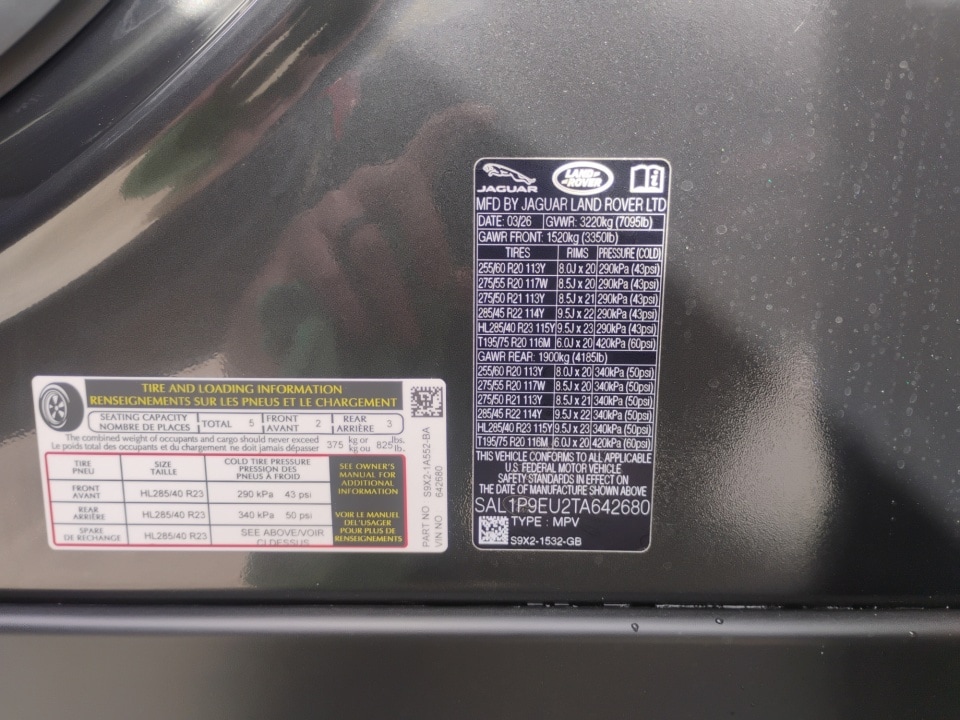 JAGUAR
LAND ROVER
MFD BY JAGUAR LAND ROVER LTD
DATE: 03/26 GVWR: 3220kg (7095lb)
GAWR FRONT: 1520kg (3350lb)
TIRES RIMS PRESSURE (COLD)
255/60 R20 113Y 8.0J x 20 290kPa (43psi)
275/55 R20 117W 8.5J x 20 290kPa (43psi)
275/50 R21 113Y 8.5J x 21 290kPa (43psi)
285/45 R22 114Y 9.5J x 22 290kPa (43psi)
HL285/40 R23 115Y 9.5J x 23 290kPa (43psi)
T195/75 R20 116M 6.0J x 20 420kPa (60psi)
GAWR REAR: 1900kg (4185lb)
255/60 R20 113Y 8.0J x 20 340kPa (50psi)
275/55 R20 117W 8.5J x 20 340kPa (50psi)
275/50 R21 113Y 8.5J x 21 340kPa (50psi)
285/45 R22 114Y 9.5J x 22 340kPa (50psi)
HL285/40 R23 115Y 9.5J x 23 340kPa (50psi)
T195/75 R20 116M 6.0J x 20 420kPa (60psi)
THIS VEHICLE CONFORMS TO ALL APPLICABLE
U.S. FEDERAL MOTOR VEHICLE
SAFETY STANDARDS IN EFFECT ON
THE DATE OF MANUFACTURE SHOWN ABOVE
SAL1P9EU2TA642680
TYPE : MPV
S9X2-1532-GB
TIRE AND LOADING INFORMATION
RENSEIGNEMENTS SUR LES PNEUS ET LE CHARGEMENT
SEATING CAPACITY
NOMBRE DE PLACES
TOTAL 5
FRONT
AVANT
2
REAR
ARRIÈRE
3
The combined weight of occupants and cargo should never exceed
Le poids total des occupants et du chargement ne doit jamais dépasser
375 kg or
kg ou
825 lbs.
lb.
TIRE
PNEU
SIZE
TAILLE
COLD TIRE PRESSURE
PRESSION DES
PNEUS À FROID
FRONT
AVANT
HL285/40 R23 290 kPa 43 psi
REAR
ARRIÈRE
HL285/40 R23 340 kPa 50 psi
SPARE
DE RECHANGE
HL285/40 R23
SEE ABOVE/VOIR
CI DESSUS
SEE OWNER'S
MANUAL FOR
ADDITIONAL
INFORMATION
VOIR LE MANUEL
DE L'USAGER
POUR PLUS DE
RENSEIGNEMENTS
PART NO S9X2-1A552-BA
VIN NO 642680